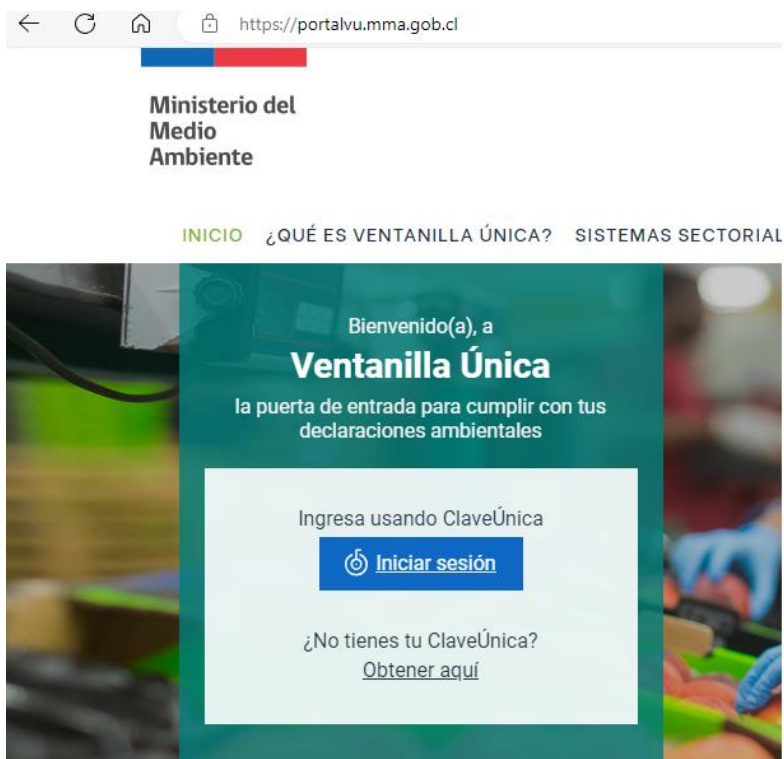 https://portalvu.mma.gob.cl
Ministerio del
Medio
Ambiente
INICIO ¿QUÉ ES VENTANILLA ÚNICA? SISTEMAS SECTORIAL
Bienvenido(a), a
Ventanilla Única
la puerta de entrada para cumplir con tus
declaraciones ambientales
Ingresa usando ClaveÚnica
Iniciar sesión
¿No tienes tu ClaveÚnica?
Obtener aquí